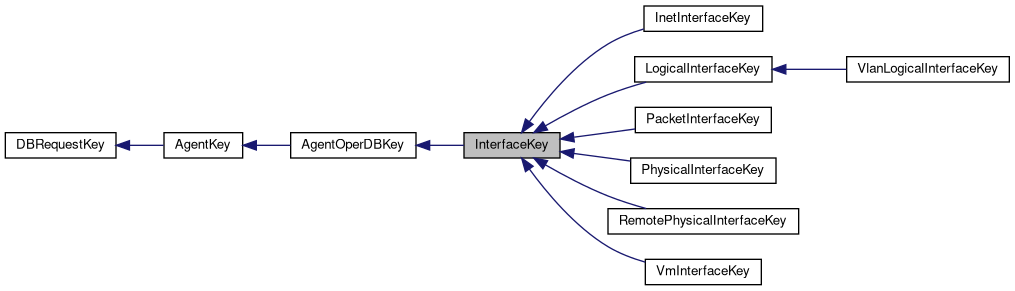 InetInterfaceKey
LogicalInterfaceKey
VlanLogicalInterfaceKey
PacketInterfaceKey
DBRequestKey
AgentKey
AgentOperDBKey
InterfaceKey
PhysicalInterfaceKey
RemotePhysicalInterfaceKey
VmInterfaceKey